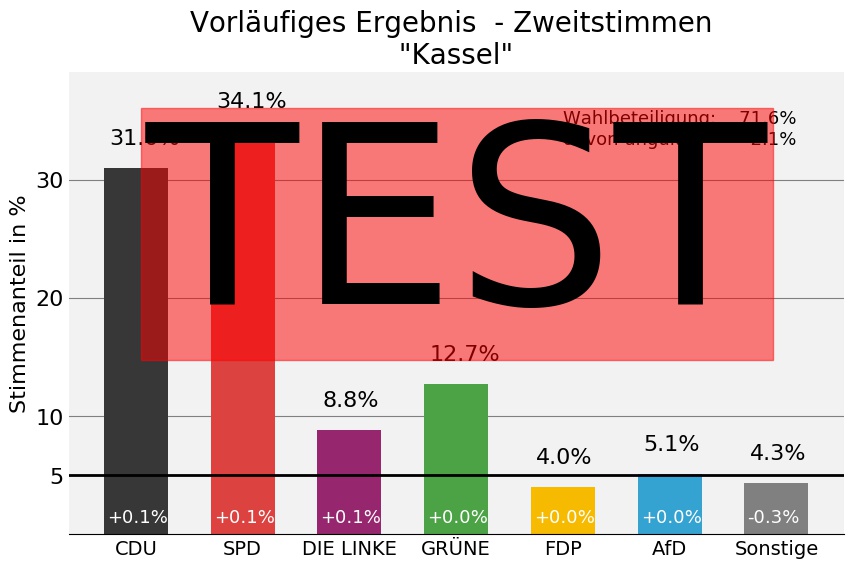 Vorläufiges Ergebnis - Zweitstimmen
"Kassel"
34.1%
Wahlbeteiligung: 71.6%
TEST
30
20
12.7%
8.8%
10
5.1%
4.3%
4.0%
5
+0.1% +0.1% +0.1% +0.0% +0.0% +0.0% -0.3%
CDU SPD DIE LINKE GRÜNE FDP AfD Sonstige
Stimmenanteil in %